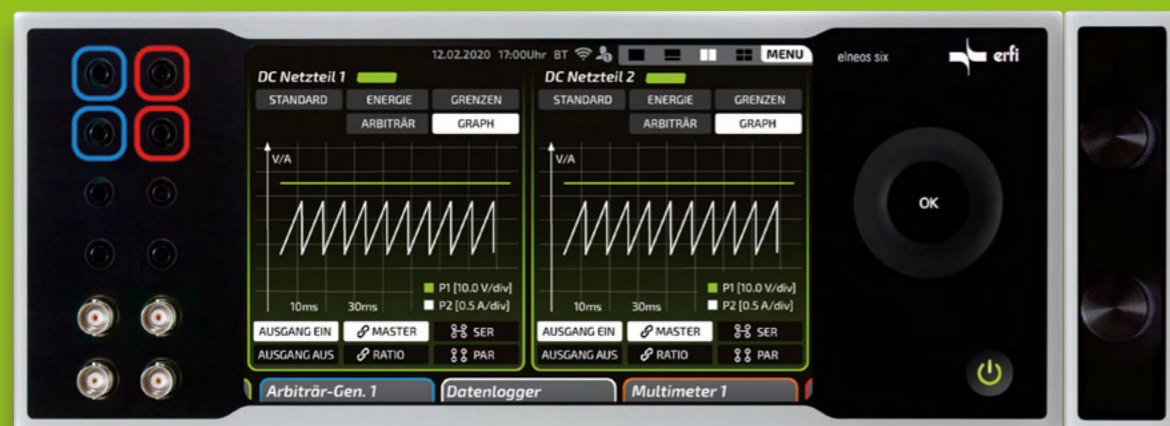 12.02.2020 17:00Uhr BT MENU
elneos six
erfi
DC Netzteil 1
STANDARD ENERGIE GRENZEN
ARBITRÄR GRAPH
V/A
P1 [10.0 V/div]
10ms 30ms P2 [0.5 A/div]
AUSGANG EIN MASTER SER
AUSGANG AUS RATIO PAR
DC Netzteil 2
STANDARD ENERGIE GRENZEN
ARBITRÄR GRAPH
V/A
P1 [10.0 V/div]
10ms 30ms P2 [0.5 A/div]
AUSGANG EIN MASTER SER
AUSGANG AUS RATIO PAR
OK
Arbiträr-Gen. 1 Datenlogger Multimeter 1